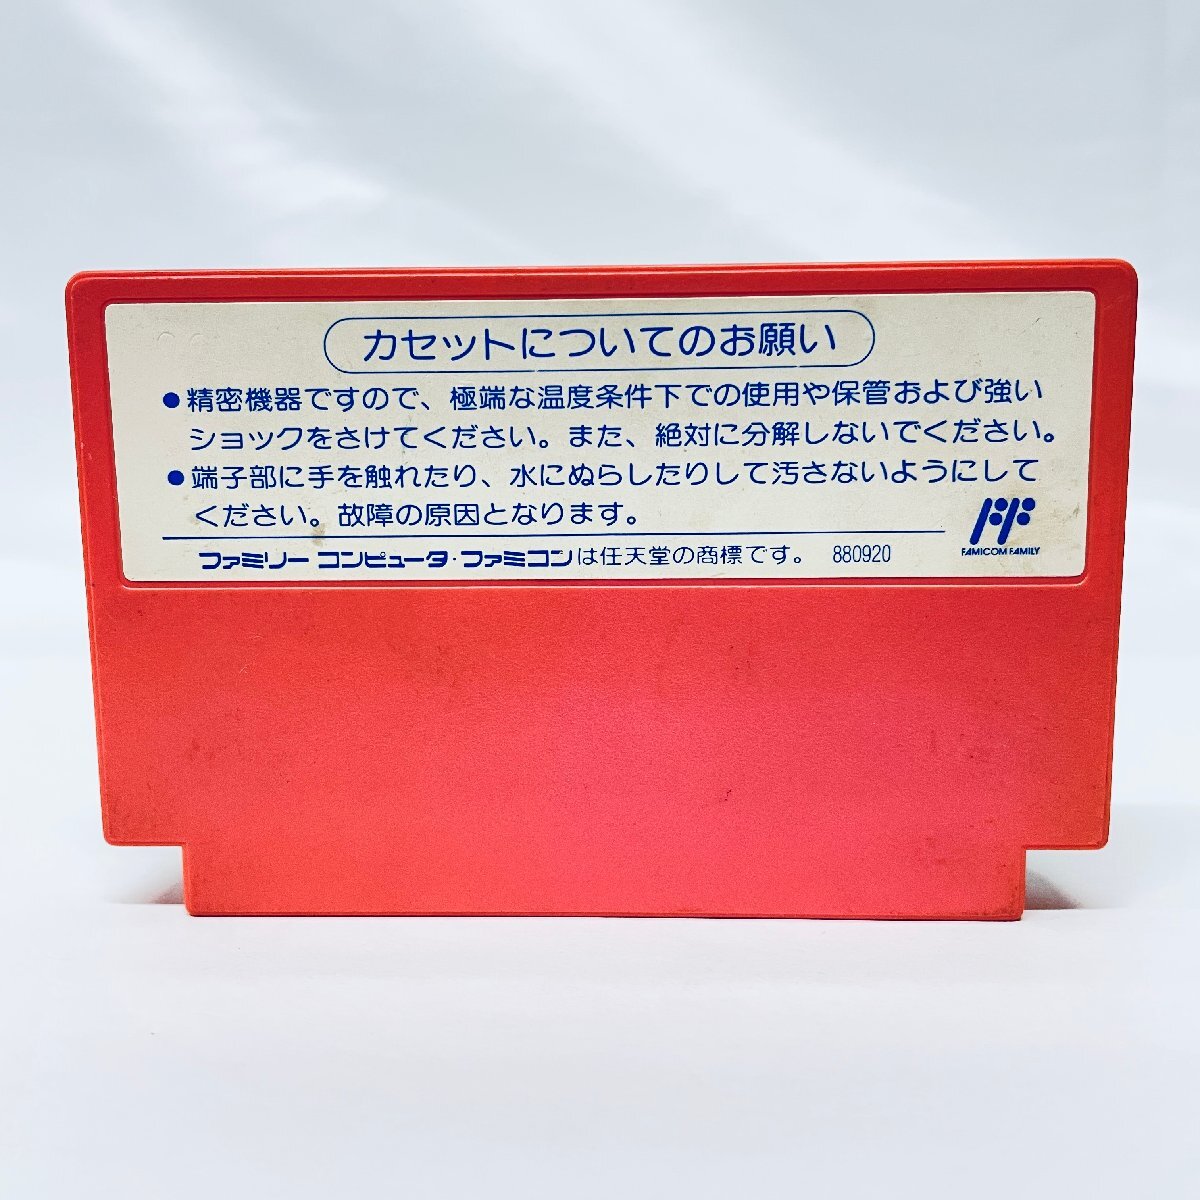 カセットについてのお願い
●精密機器ですので、極端な温度条件下での使用や保管および強い
ショックをさけてください。また、絶対に分解しないでください。
●端子部に手を触れたり、水にぬらしたりして汚さないようにして
ください。故障の原因となります。
ファミリーコンピュータ・ファミコンは任天堂の商標です。 880920
FAMICOM FAMILY